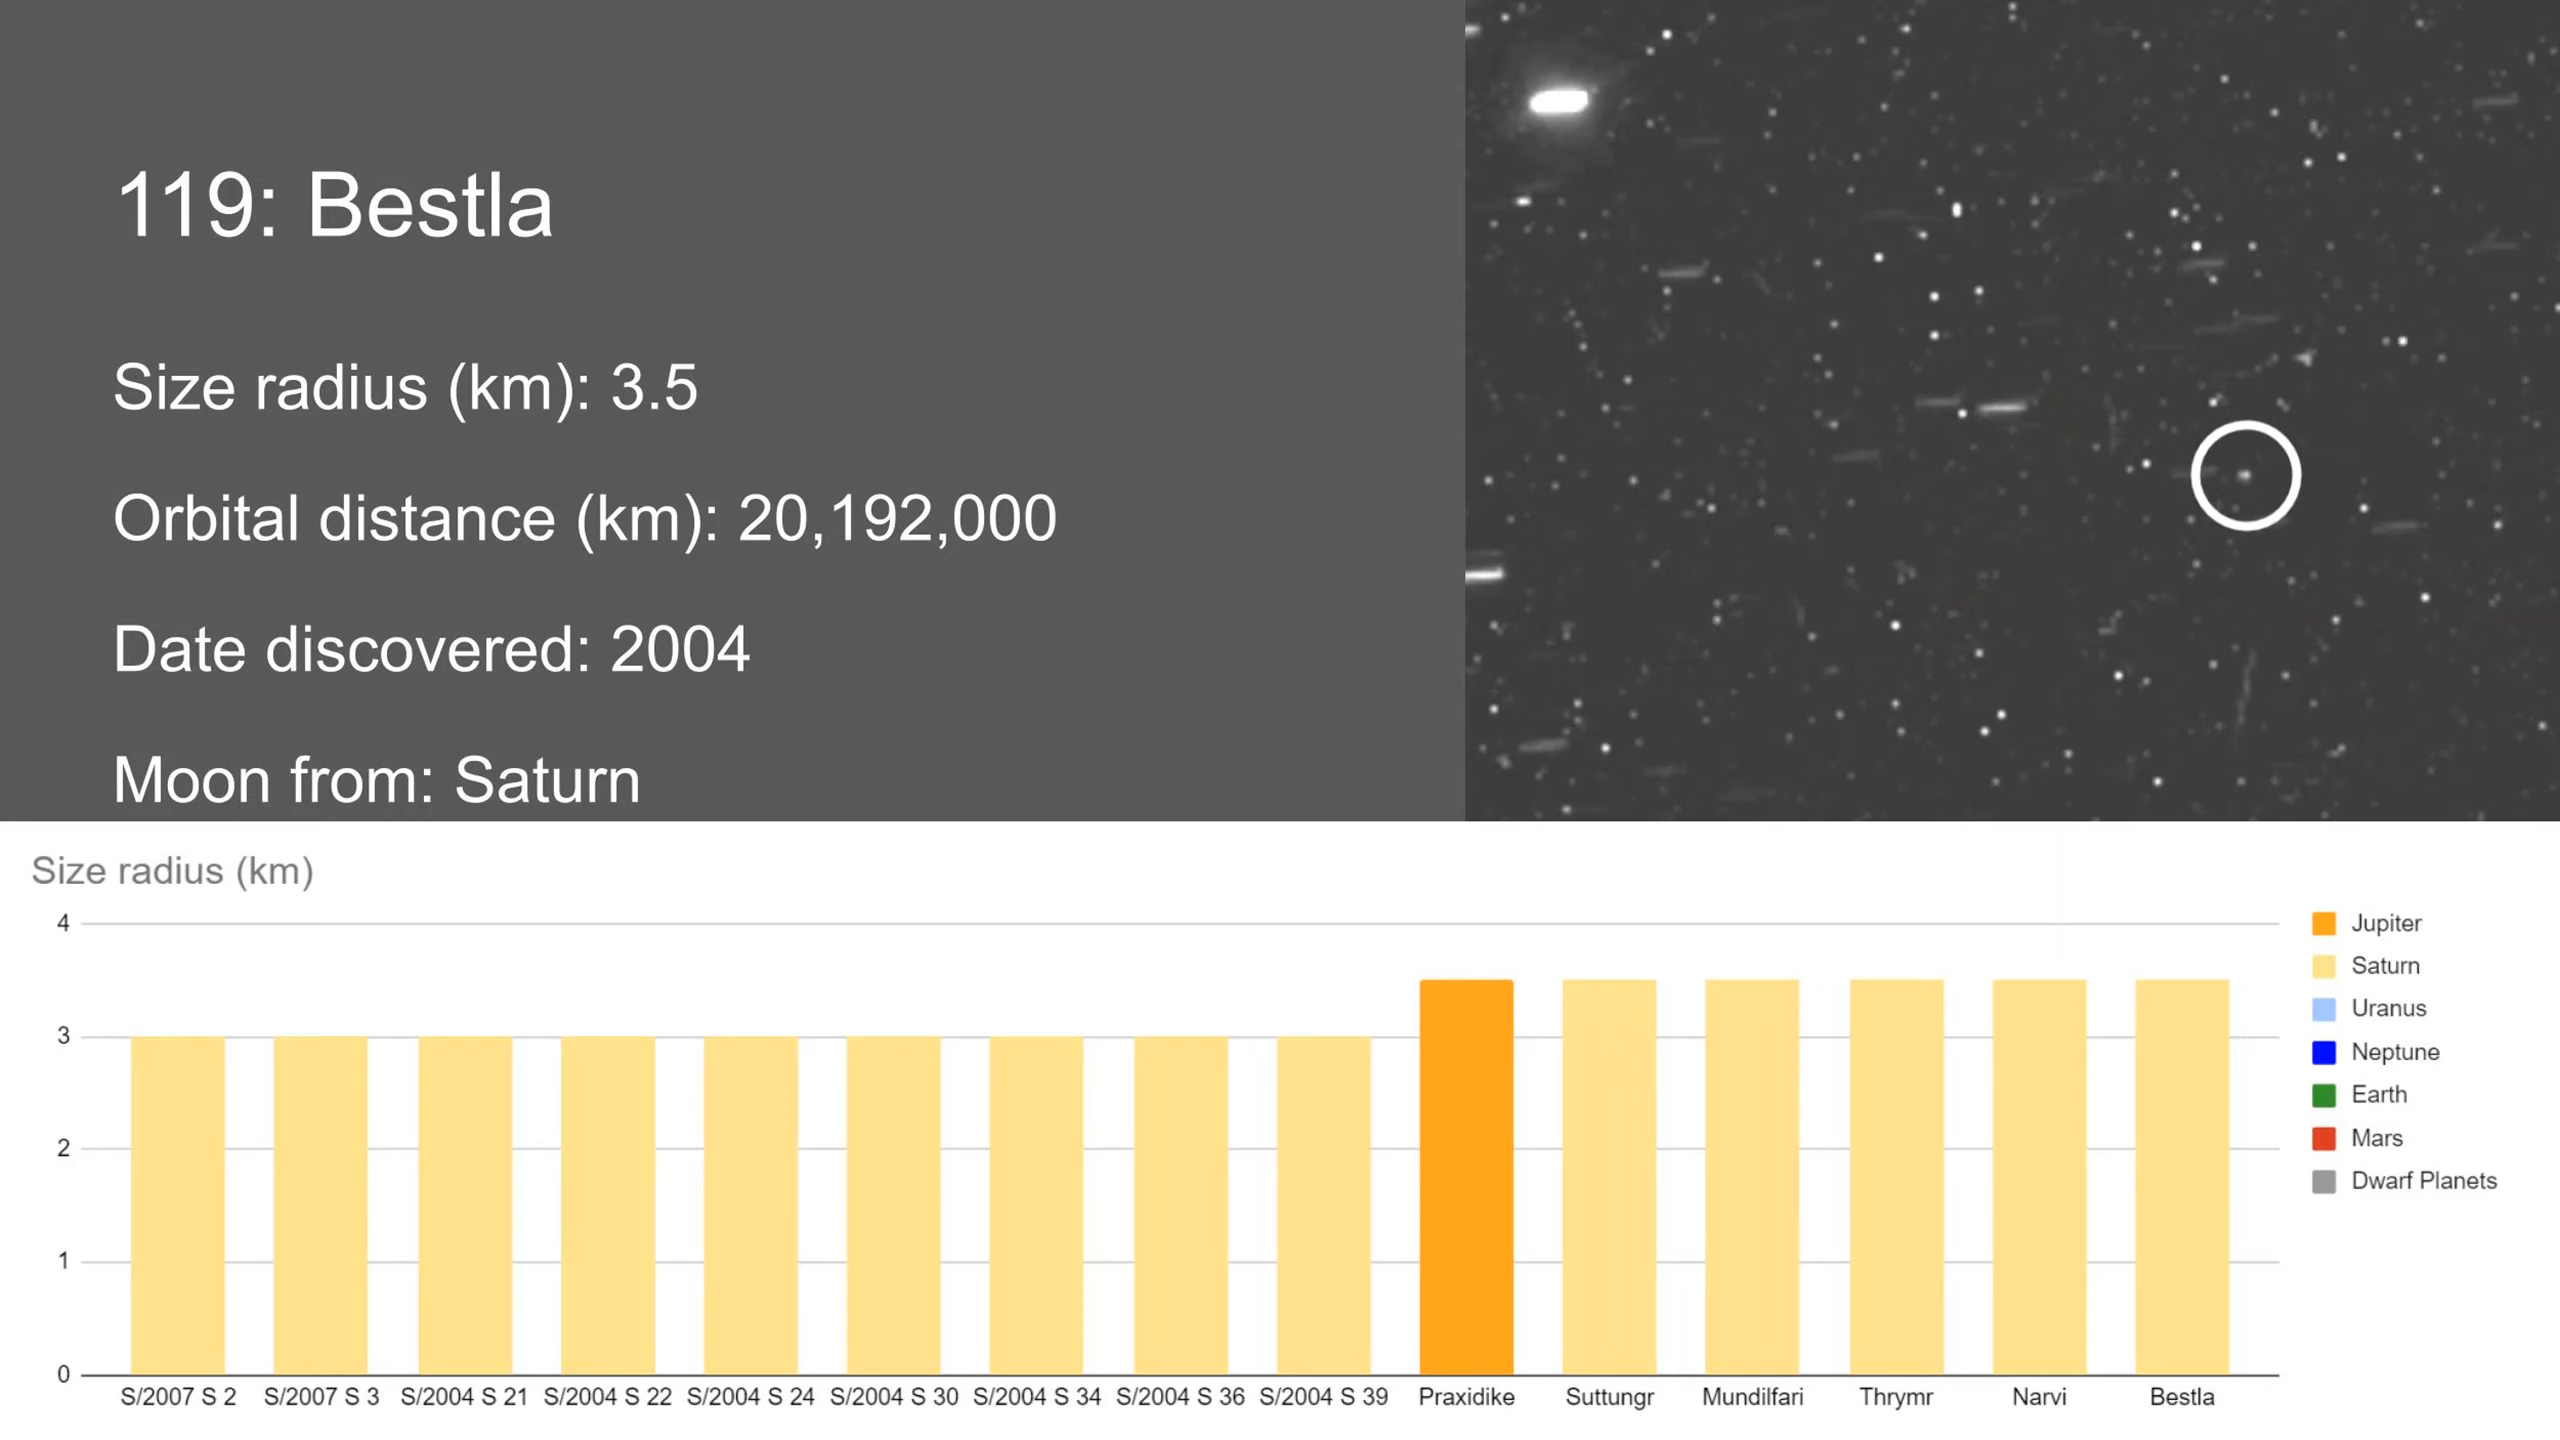 119: Bestla
Size radius (km): 3.5
Orbital distance (km): 20,192,000
Date discovered: 2004
Moon from: Saturn
Size radius (km)
4
3
2
1
0
S/2007 S 2
S/2007 S 3
S/2004 S 21
S/2004 S 22
S/2004 S 24
S/2004 S 30
S/2004 S 34
S/2004 S 36
S/2004 S 39
Praxidike
Suttungr
Mundilfari
Thrymr
Narvi
Bestla
Jupiter
Saturn
Uranus
Neptune
Earth
Mars
Dwarf Planets